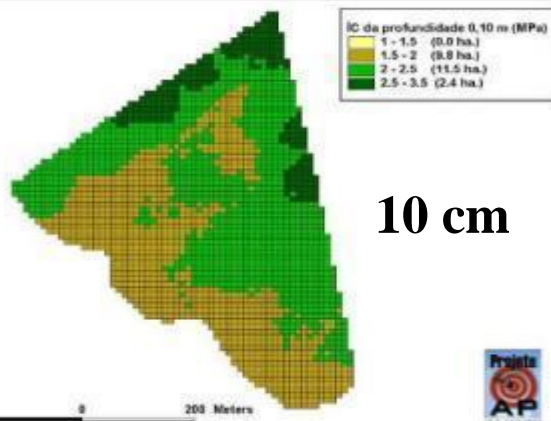 IC da profundidade 0,10 m (MPa)
1 - 1.5 (0.0 ha.)
1.5 - 2 (9.8 ha.)
2 - 2.5 (11.5 ha.)
2.5 - 3.5 (2.4 ha.)
10 cm
0 200 Meters
Projeto
AP